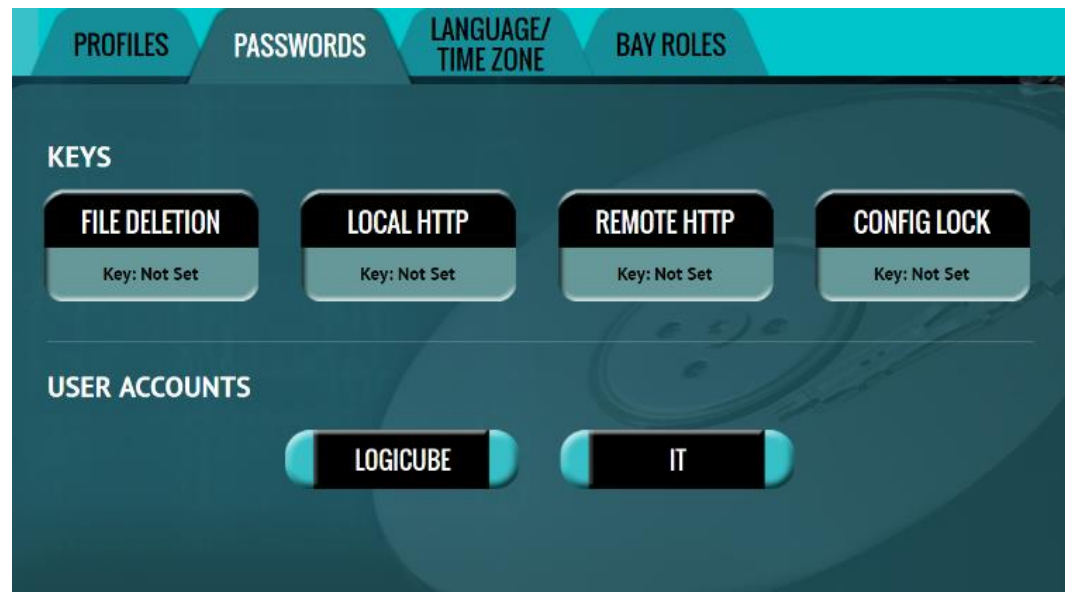 PROFILES
PASSWORDS
LANGUAGE/
TIME ZONE
BAY ROLES
KEYS
FILE DELETION
Key: Not Set
LOCAL HTTP
Key: Not Set
REMOTE HTTP
Key: Not Set
CONFIG LOCK
Key: Not Set
USER ACCOUNTS
LOGICUBE
IT